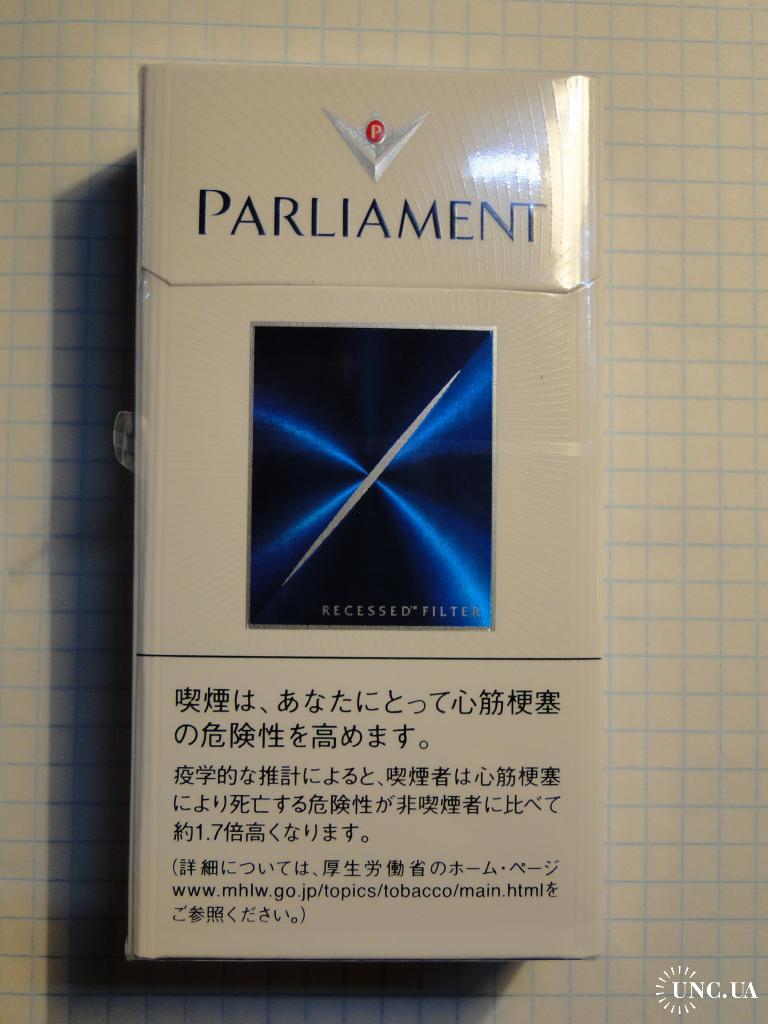 P
PARLIAMENT
RECESSED™ FILTER
喫煙は、あなたにとって心筋梗塞
の危険性を高めます。
疫学的な推計によると、喫煙者は心筋梗塞
により死亡する危険性が非喫煙者に比べて
約1.7倍高くなります。
(詳細については、厚生労働省のホーム・ページ
www.mhlw.go.jp/topics/tobacco/main.htmlを
ご参照ください。)
UNC.UA